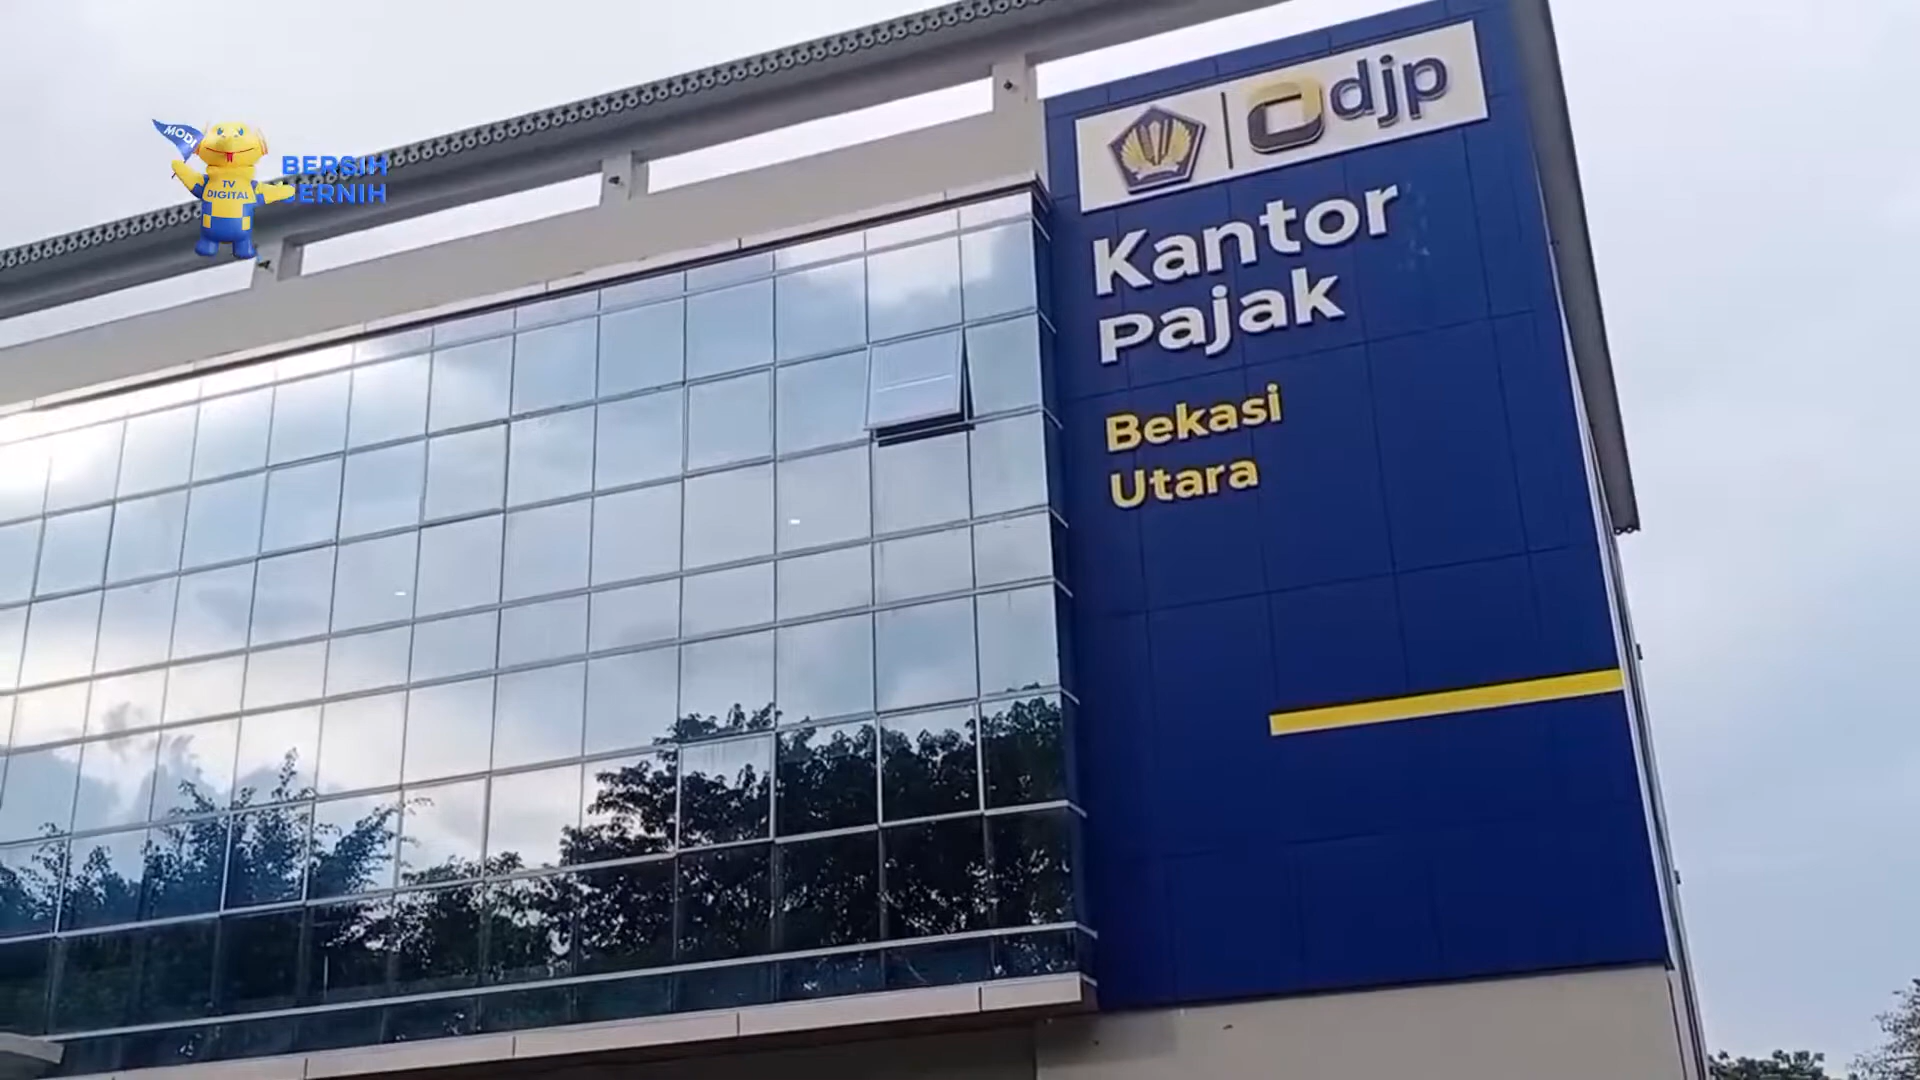 MODI
TV
DIGITAL
BERSIH
JERNIH
djp
Kantor
Pajak
Bekasi
Utara